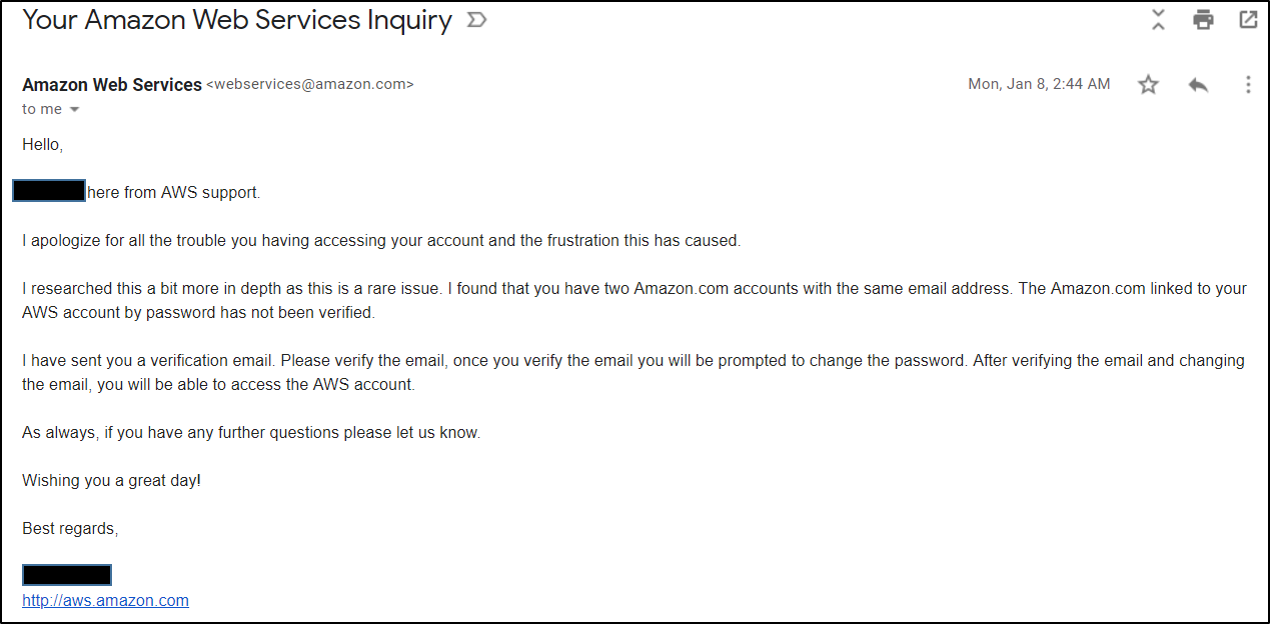 Your Amazon Web Services Inquiry
Amazon Web Services <webservices@amazon.com>
Mon, Jan 8, 2:44 AM
to me
Hello,
here from AWS support.
I apologize for all the trouble you having accessing your account and the frustration this has caused.
I researched this a bit more in depth as this is a rare issue. I found that you have two Amazon.com accounts with the same email address. The Amazon.com linked to your
AWS account by password has not been verified.
I have sent you a verification email. Please verify the email, once you verify the email you will be prompted to change the password. After verifying the email and changing
the email, you will be able to access the AWS account.
As always, if you have any further questions please let us know.
Wishing you a great day!
Best regards,
http://aws.amazon.com